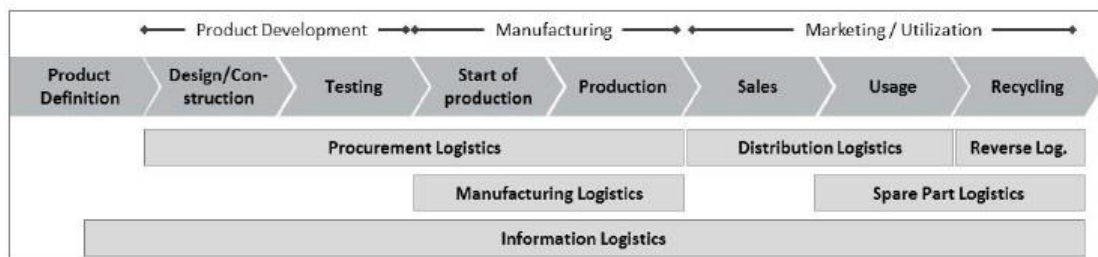 Product Development
Manufacturing
Marketing / Utilization
Product
Definition
Design/Con-
struction
Testing
Start of
production
Production
Sales
Usage
Recycling
Procurement Logistics
Distribution Logistics
Reverse Log.
Manufacturing Logistics
Spare Part Logistics
Information Logistics